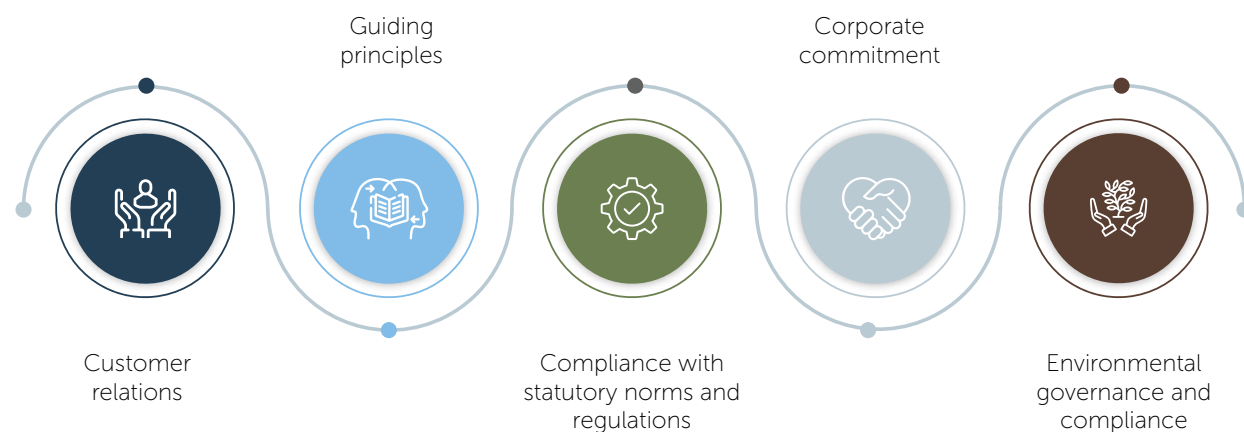 Guiding
principles
Corporate
commitment
Customer
relations
Compliance with
statutory norms and
regulations
Environmental
governance and
compliance